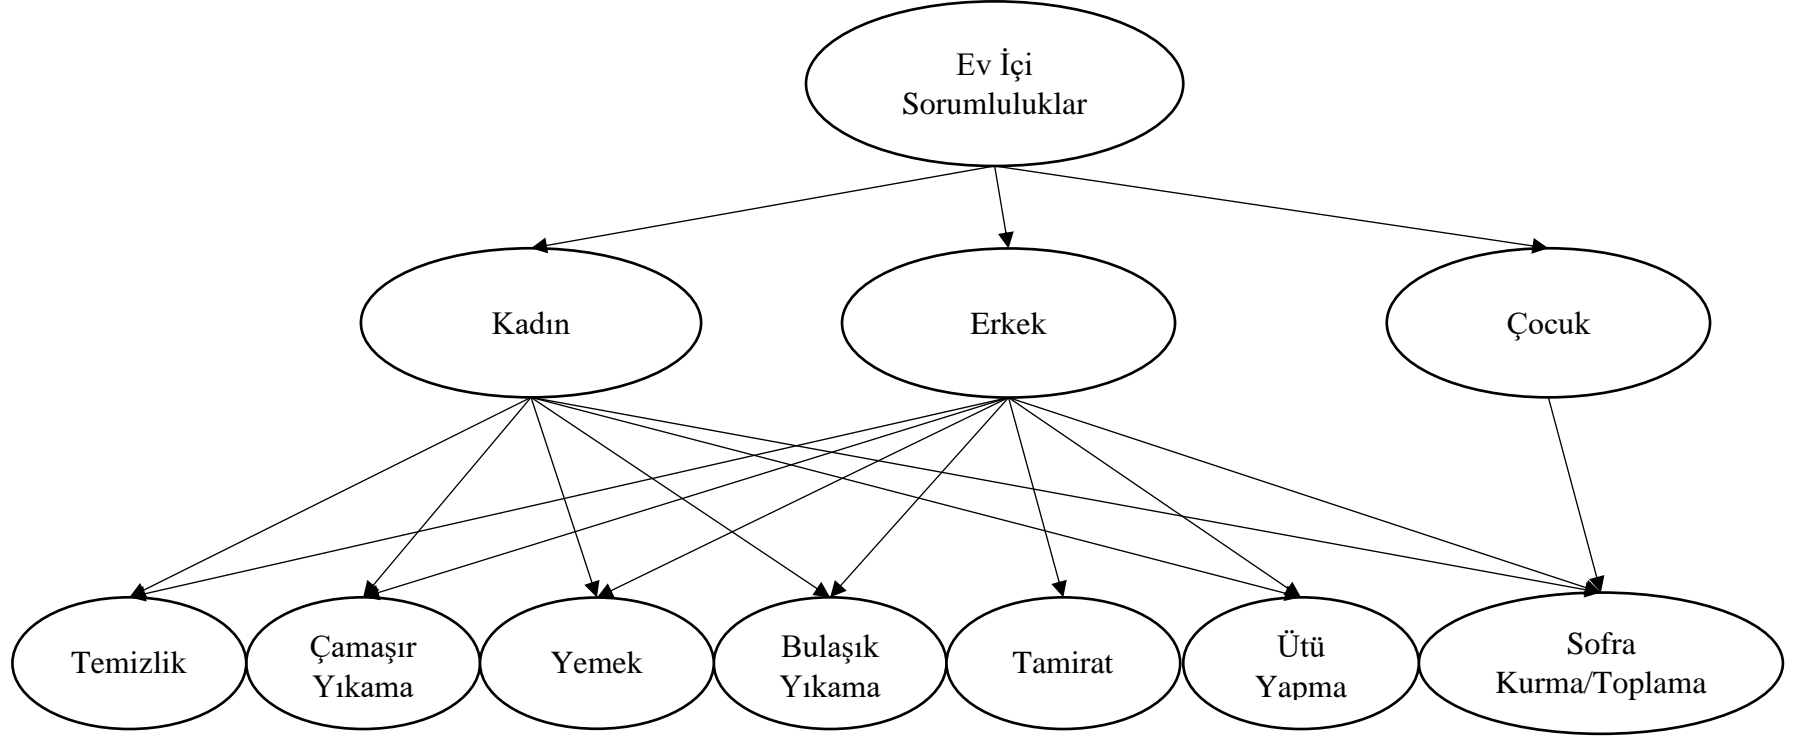 Ev İçi
Sorumluluklar
Kadın
Erkek
Çocuk
Temizlik
Çamaşır
Yıkama
Yemek
Bulaşık
Yıkama
Tamirat
Ütü
Yapma
Sofra
Kurma/Toplama